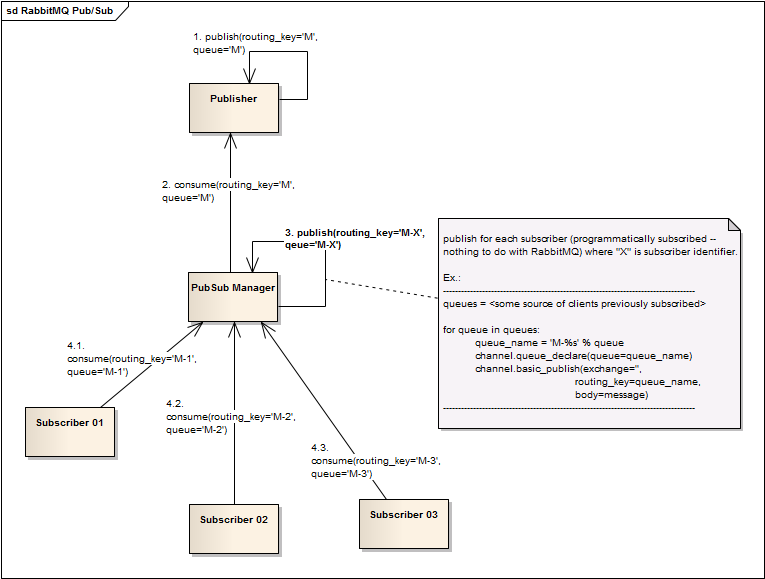 sd RabbitMQ Pub/Sub
1. publish(routing_key='M',
queue='M')
Publisher
2. consume(routing_key='M',
queue='M')
3. publish(routing_key='M-X',
qeue='M-X')
PubSub Manager
publish for each subscriber (programmatically subscribed --
nothing to do with RabbitMQ) where "X" is subscriber identifier.
Ex.:
------------------------------------------------------------------------------------
queues = <some source of clients previously subscribed>
for queue in queues:
queue_name = 'M-%s' % queue
channel.queue_declare(queue=queue_name)
channel.basic_publish(exchange='',
routing_key=queue_name,
body=message)
------------------------------------------------------------------------------------
4.1.
consume(routing_key='M-1',
queue='M-1')
Subscriber 01
4.2.
consume(routing_key='M-2',
queue='M-2')
Subscriber 02
4.3.
consume(routing_key='M-3',
queue='M-3')
Subscriber 03